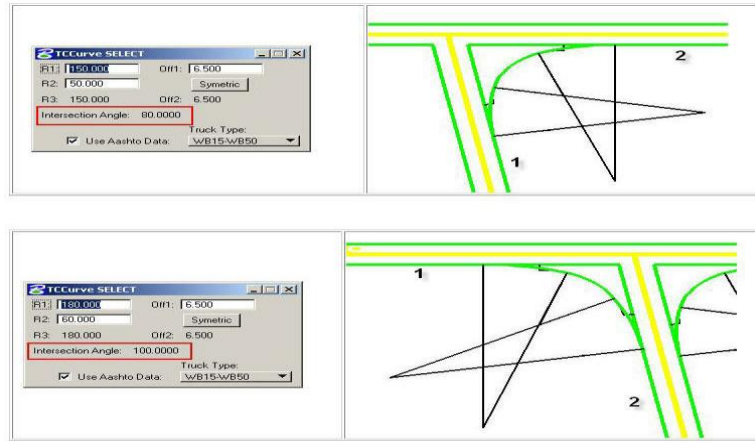 TCCurve SELECT
R1: 150.000 Off1: 6.500
R2: 50.000 Symetric
R3: 150.000 Off2: 6.500
Intersection Angle: 80.0000
Truck Type:
Use Aashto Data: WB15-WB50
2
1
TCCurve SELECT
R1: 180.000 Off1: 6.500
R2: 60.000 Symetric
R3: 180.000 Off2: 6.500
Intersection Angle: 100.0000
Truck Type:
Use Aashto Data: WB15-WB50
1
2